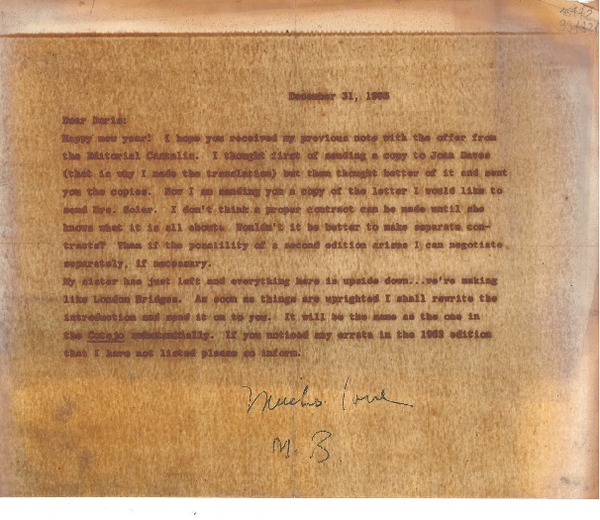 December 31, 1963
Dear Doris:
Happy new year! I hope you received my previous note with the offer from
the Editorial Castalia. I thought first of sending a copy to Joan Daves
(that is why I made the translation) but then thought better of it and sent
you the copies. Now I am sending you a copy of the letter I would like to
send Mrs. Soler. I don't think a proper contract can be made until she
knows what it is all about. Wouldn't it be better to make separate con-
tracts? Then if the possility of a second edition arises I can negotiate
separately, if necessary.
My sister has just left and everything here is upside down...we're making
like London Bridges. As soon as things are uprighted I shall rewrite the
introduction and send it on to you. It will be the same as the one in
the Cotejo substantially. If you noticed any errata in the 1963 edition
that I have not listed please so inform.
Mucho love
M. B.